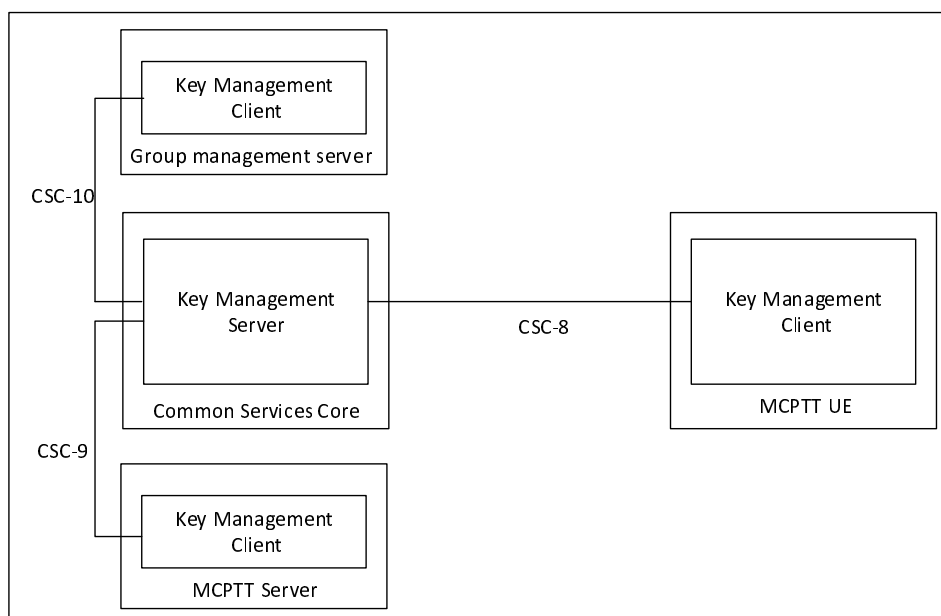 Key Management
Client
Group management server
CSC-10
Key Management
Server
Common Services Core
CSC-8
Key Management
Client
MCPTT UE
CSC-9
Key Management
Client
MCPTT Server